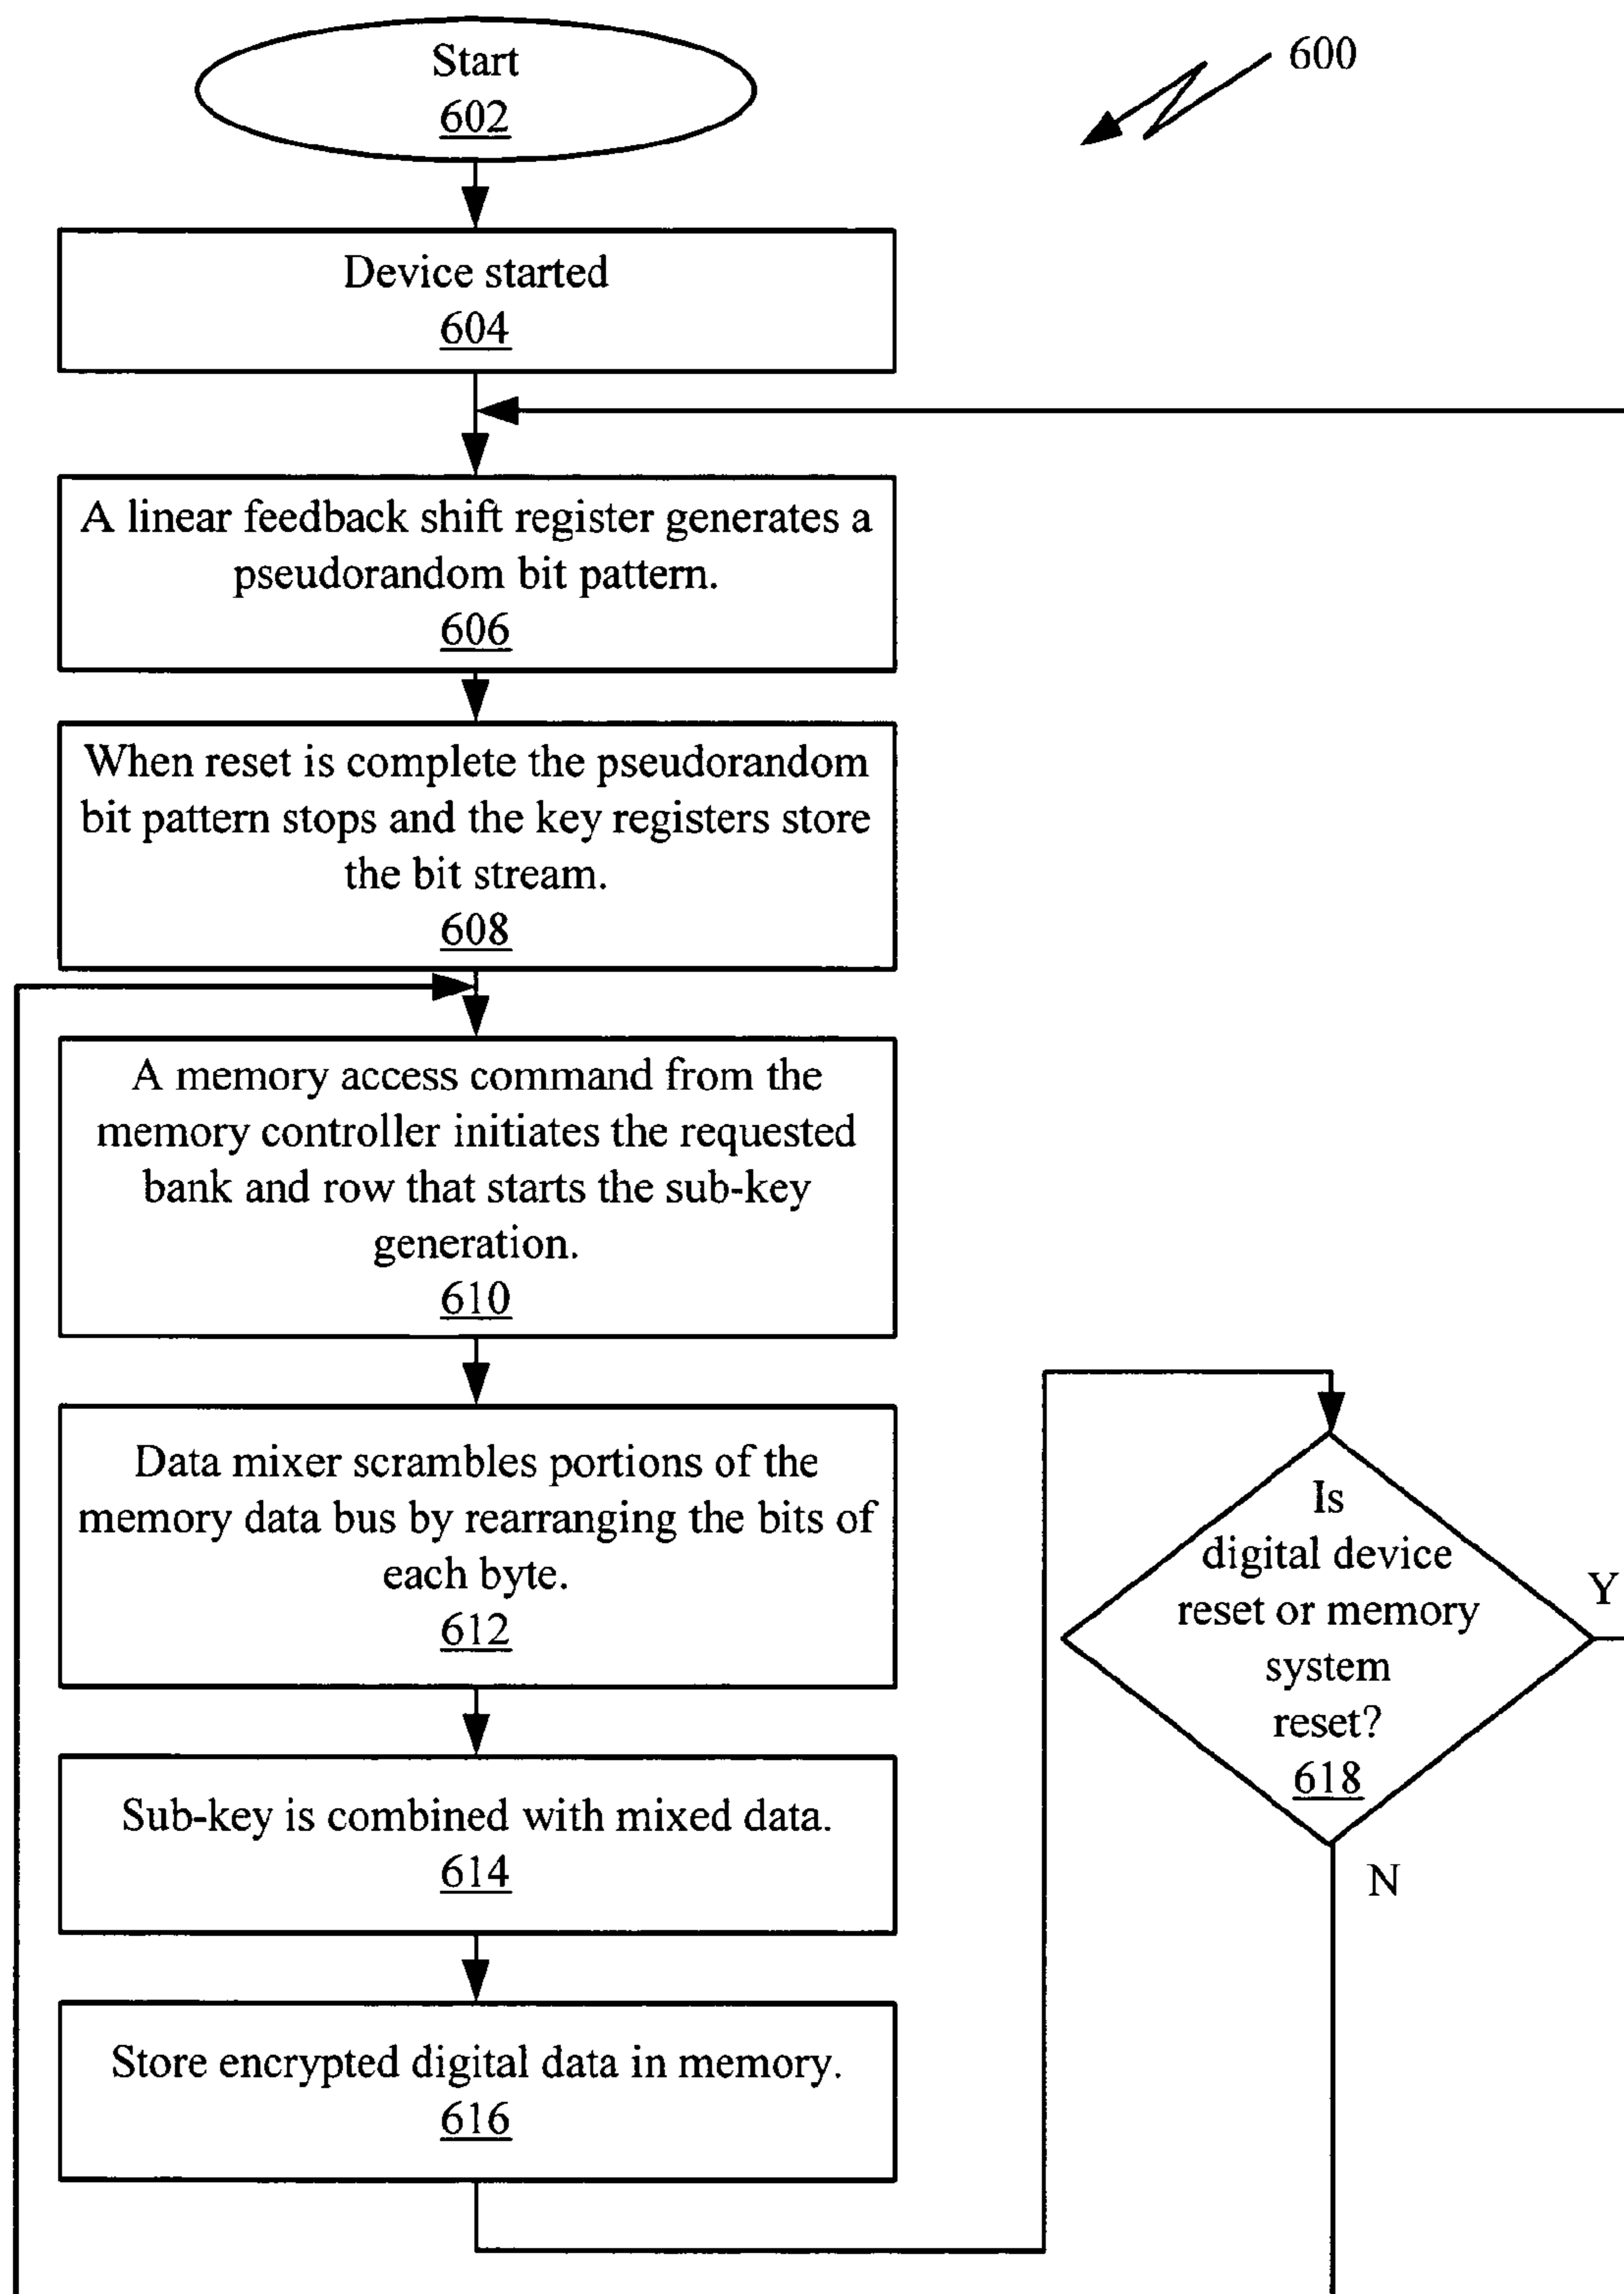 Start
602
600
Device started
604
A linear feedback shift register generates a
pseudorandom bit pattern.
606
When reset is complete the pseudorandom
bit pattern stops and the key registers store
the bit stream.
608
A memory access command from the
memory controller initiates the requested
bank and row that starts the sub-key
generation.
610
Data mixer scrambles portions of the
memory data bus by rearranging the bits of
each byte.
612
Sub-key is combined with mixed data.
614
Store encrypted digital data in memory.
616
Is
digital device
reset or memory
system
reset?
618
Y
N